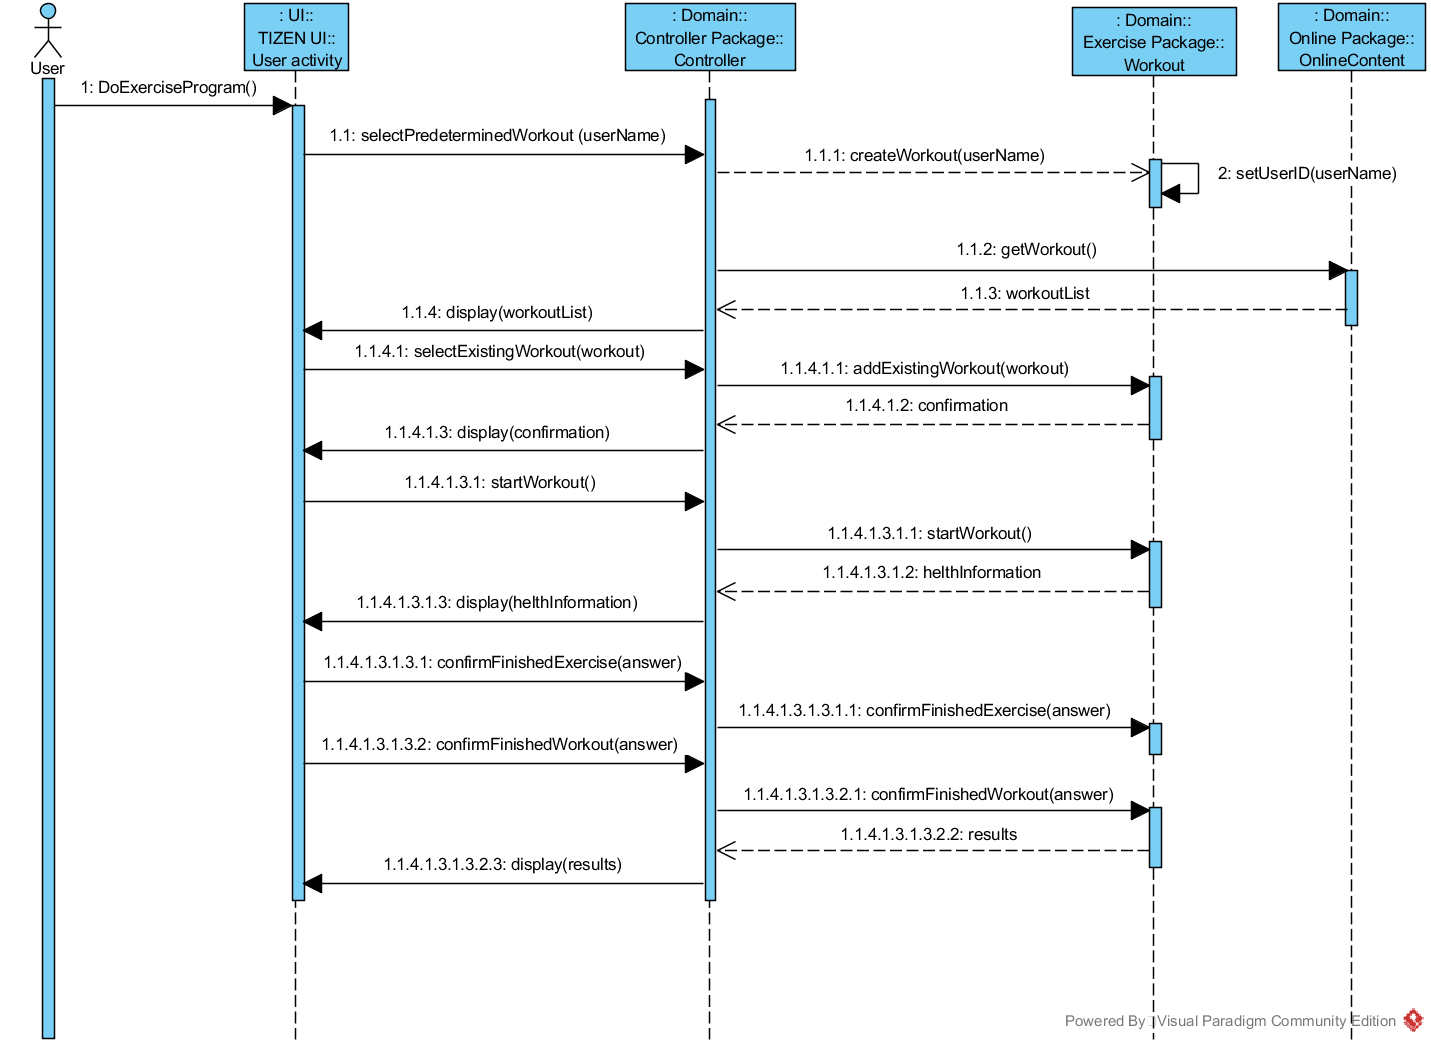 : UI::
TIZEN UI::
User activity
: Domain::
Controller Package::
Controller
: Domain::
Exercise Package::
Workout
: Domain::
Online Package::
OnlineContent
User
1: DoExerciseProgram()
1.1: selectPredeterminedWorkout (userName)
1.1.1: createWorkout(userName)
2: setUserID(userName)
1.1.2: getWorkout()
1.1.3: workoutList
1.1.4: display(workoutList)
1.1.4.1: selectExistingWorkout(workout)
1.1.4.1.1: addExistingWorkout(workout)
1.1.4.1.2: confirmation
1.1.4.1.3: display(confirmation)
1.1.4.1.3.1: startWorkout()
1.1.4.1.3.1.1: startWorkout()
1.1.4.1.3.1.2: helthInformation
1.1.4.1.3.1.3: display(helthInformation)
1.1.4.1.3.1.3.1: confirmFinishedExercise(answer)
1.1.4.1.3.1.3.1.1: confirmFinishedExercise(answer)
1.1.4.1.3.1.3.2: confirmFinishedWorkout(answer)
1.1.4.1.3.1.3.2.1: confirmFinishedWorkout(answer)
1.1.4.1.3.1.3.2.2: results
1.1.4.1.3.1.3.2.3: display(results)
Powered By Visual Paradigm Community Edition